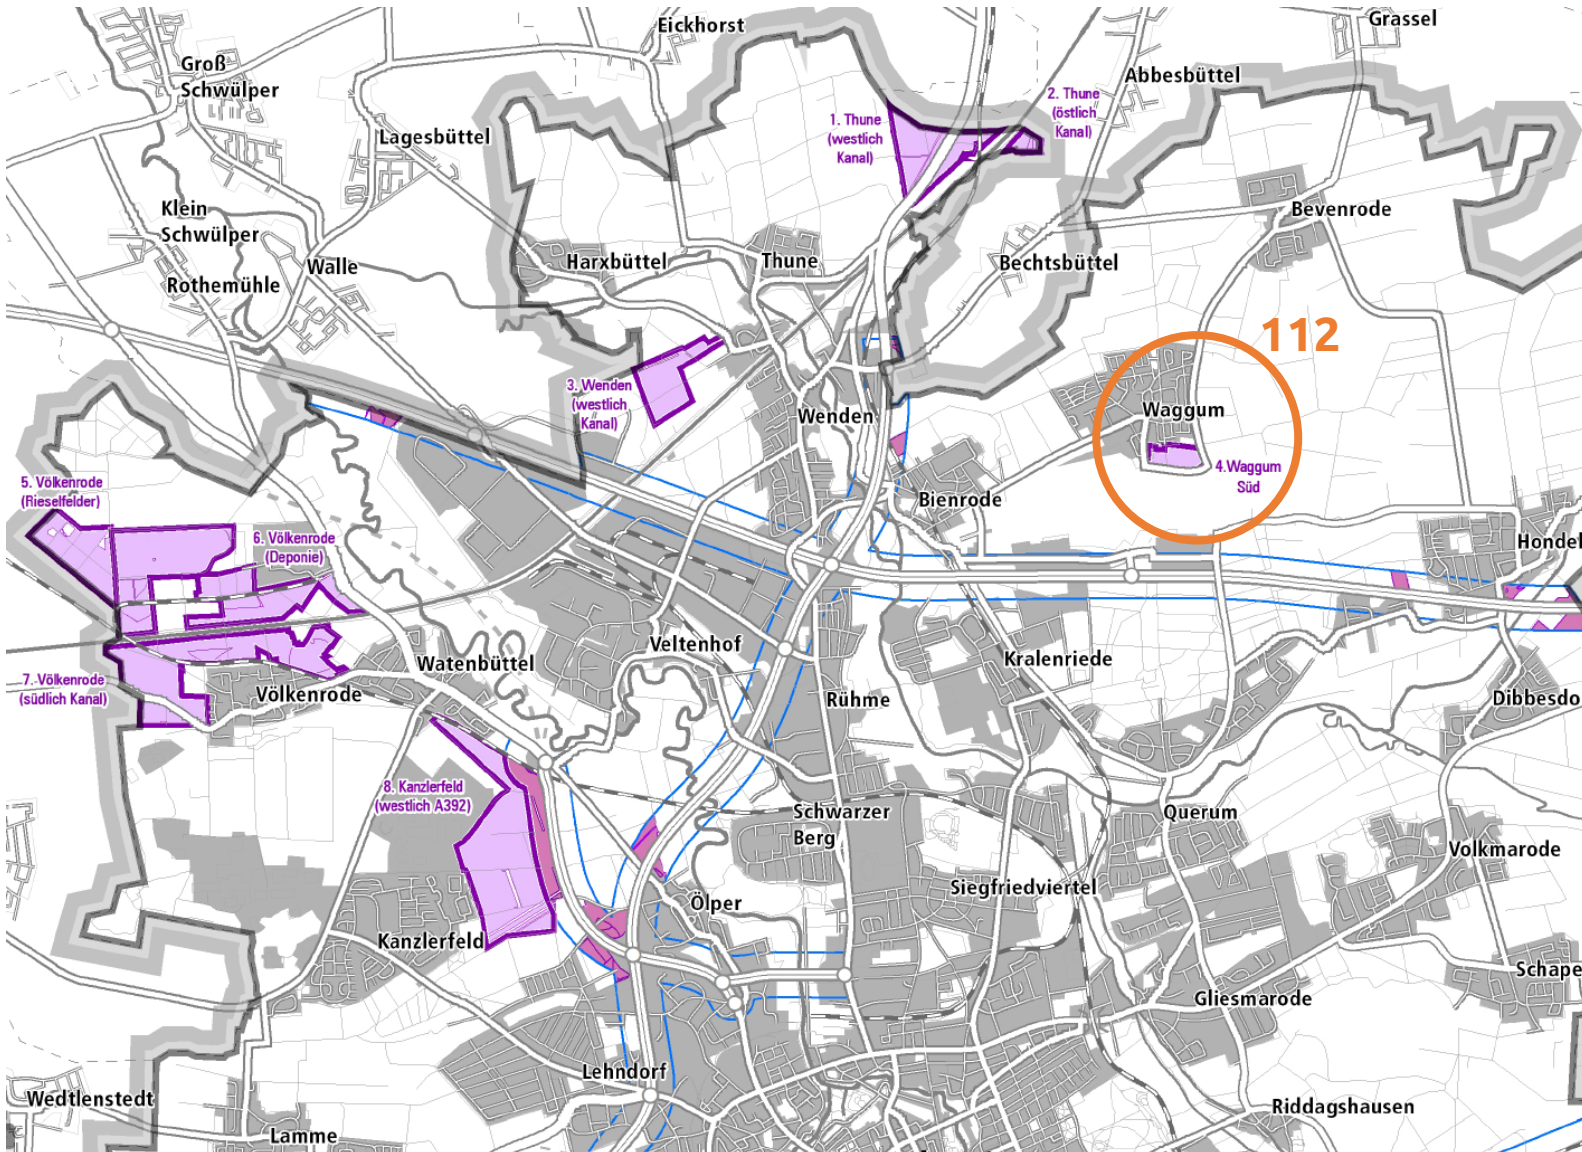 Eickhorst
Grassel
Groß
Schwülper
Abbesbüttel
2. Thune
(östlich
Kanal)
1. Thune
(westlich
Kanal)
Lagesbüttel
Klein
Schwülper
Bevenrode
Walle
Harxbüttel
Thune
Bechtsbüttel
Rothemühle
112
3. Wenden
(westlich
Kanal)
Wenden
Waggum
4.Waggum
Süd
5. Völkenrode
(Rieselfelder)
Bienrode
6. Völkenrode
(Deponie)
Hondel
Veltenhof
Watenbüttel
Kralenriede
7. Völkenrode
(südlich Kanal)
Völkenrode
Rühme
Dibbesdo
8. Kanzlerfeld
(westlich A392)
Schwarzer
Berg
Querum
Volkmarode
Siegfriedviertel
Ölper
Kanzlerfeld
Schape
Gliesmarode
Lehndorf
Wedtlenstedt
Riddagshausen
Lamme